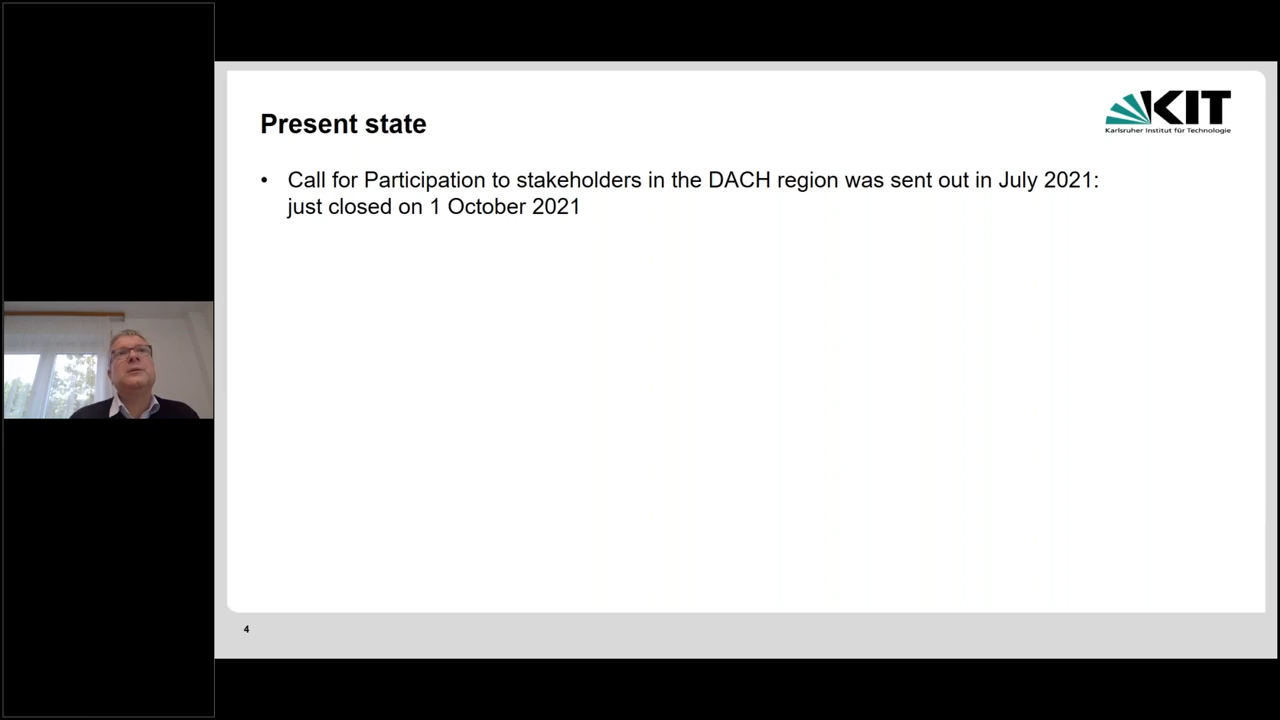 KIT
Karlsruher Institut für Technologie
Present state
• Call for Participation to stakeholders in the DACH region was sent out in July 2021:
just closed on 1 October 2021
4